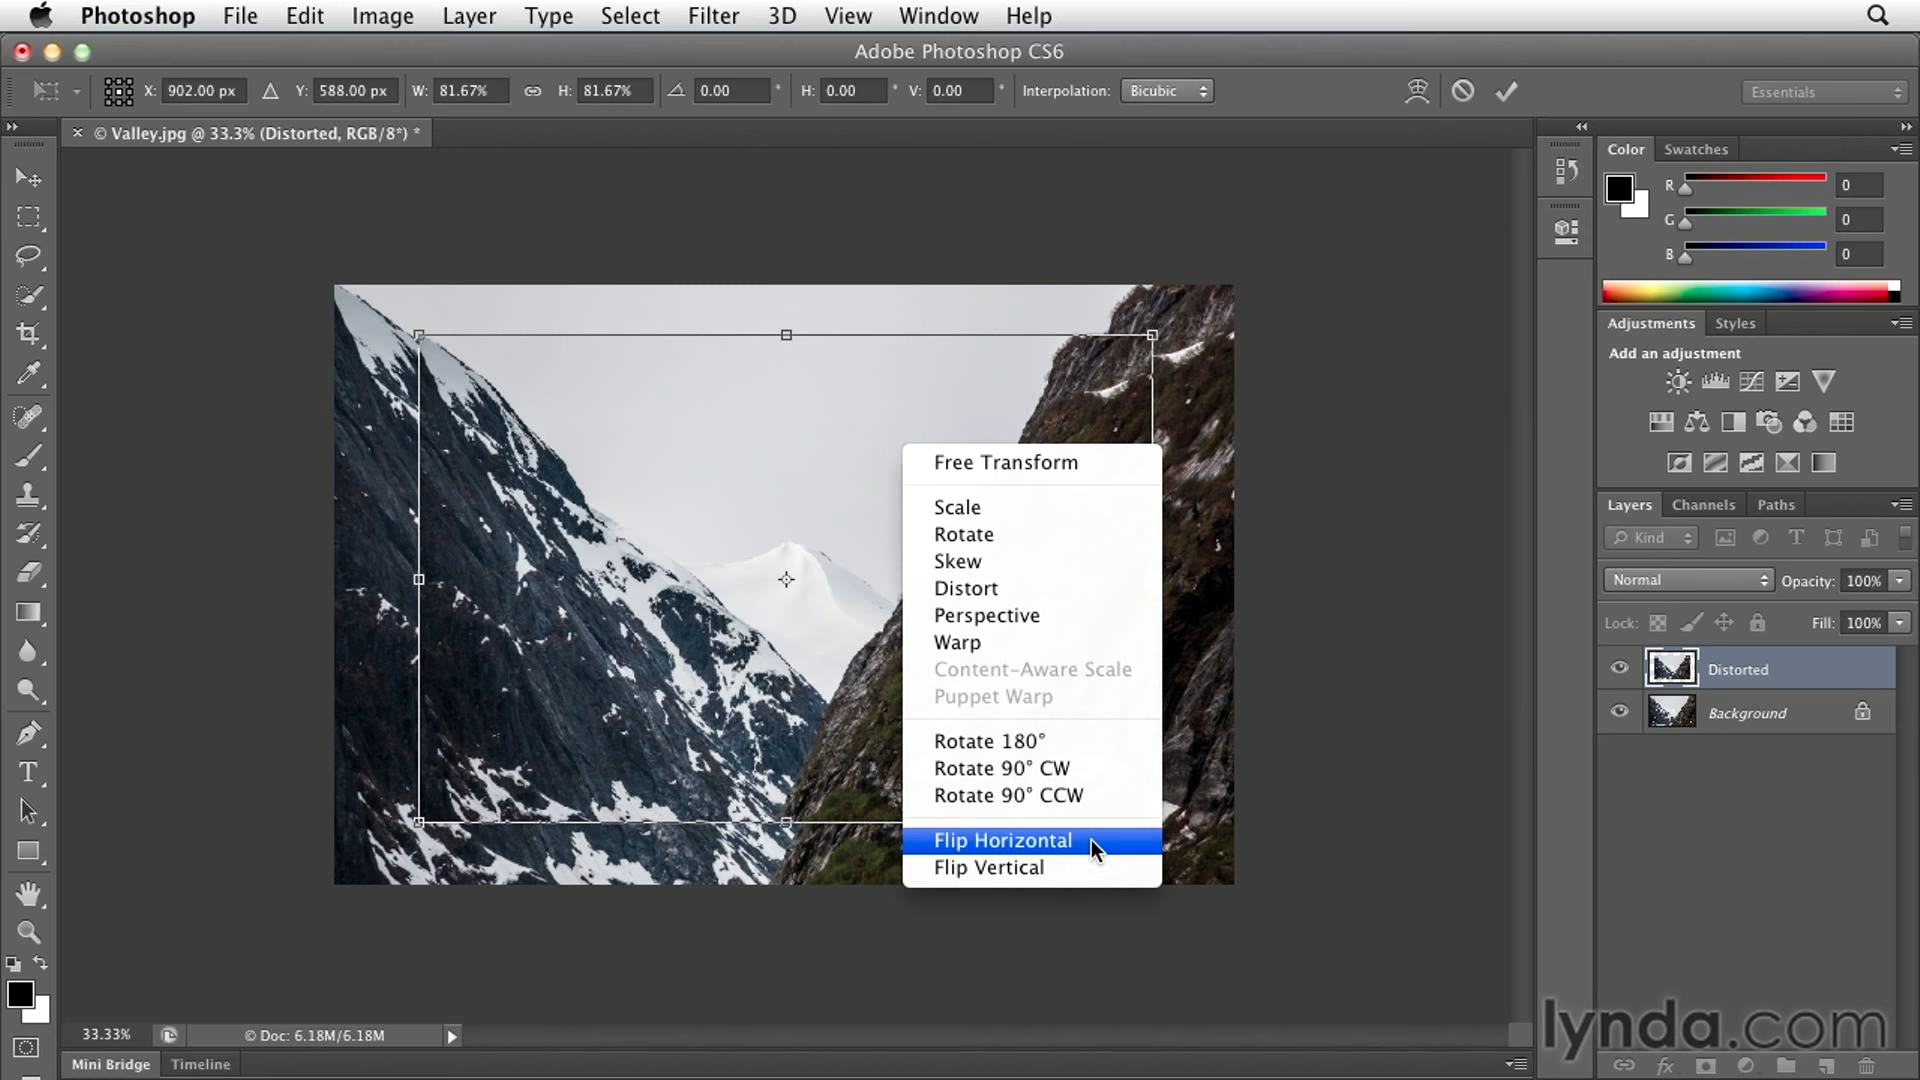 Photoshop File Edit Image Layer Type Select Filter 3D View Window Help
Adobe Photoshop CS6
X: 902.00 px Y: 588.00 px W: 81.67% H: 81.67% 0.00 ° H: 0.00 ° V: 0.00 ° Interpolation: Bicubic Essentials
© Valley.jpg @ 33.3% (Distorted, RGB/8*) *
Color Swatches
R 0
G 0
B 0
Adjustments Styles
Add an adjustment
Free Transform
Scale
Rotate
Skew
Distort
Perspective
Warp
Content-Aware Scale
Puppet Warp
Rotate 180°
Rotate 90° CW
Rotate 90° CCW
Flip Horizontal
Flip Vertical
Layers Channels Paths
Kind
Normal Opacity: 100%
Lock: Fill: 100%
Distorted
Background
lynda.com
33.33% © Doc: 6.18M/6.18M
Mini Bridge Timeline